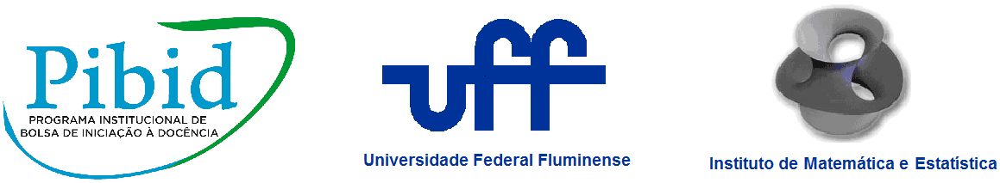 Pibid
PROGRAMA INSTITUCIONAL DE
BOLSA DE INICIAÇÃO À DOCÊNCIA
uff
Universidade Federal Fluminense
Instituto de Matemática e Estatística